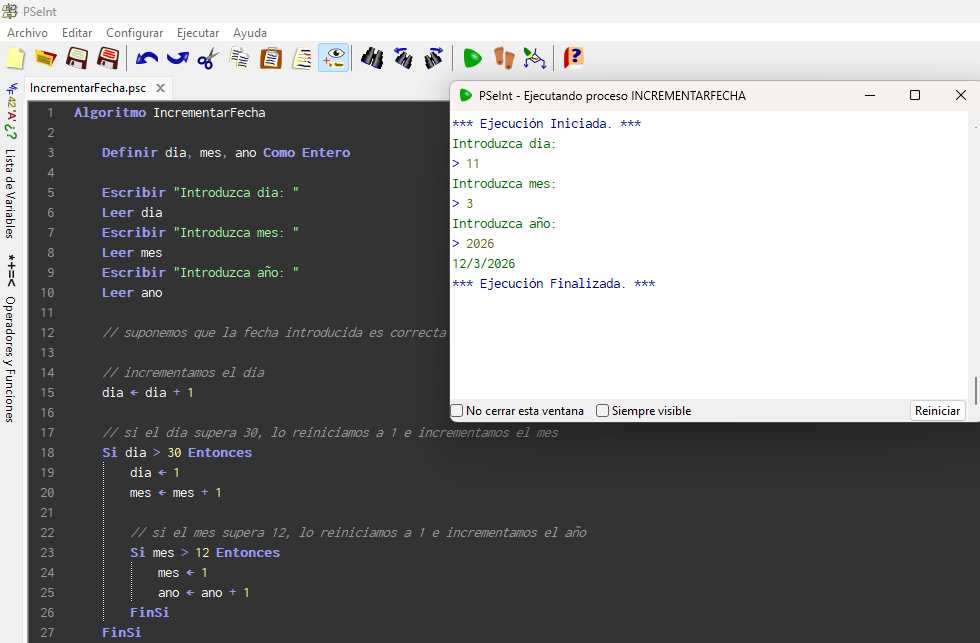 PSeInt
Archivo Editar Configurar Ejecutar Ayuda
IncrementarFecha.psc
42 'A' ¿?
Lista de Variables
*+=<
Operadores y Funciones
1 Algoritmo IncrementarFecha
2
3 Definir dia, mes, ano Como Entero
4
5 Escribir "Introduzca dia: "
6 Leer dia
7 Escribir "Introduzca mes: "
8 Leer mes
9 Escribir "Introduzca año: "
10 Leer ano
11
12 // suponemos que la fecha introducida es correcta
13
14 // incrementamos el dia
15 dia ← dia + 1
16
17 // si el dia supera 30, lo reiniciamos a 1 e incrementamos el mes
18 Si dia > 30 Entonces
19 dia ← 1
20 mes ← mes + 1
21
22 // si el mes supera 12, lo reiniciamos a 1 e incrementamos el año
23 Si mes > 12 Entonces
24 mes ← 1
25 ano ← ano + 1
26 FinSi
27 FinSi
PSeInt - Ejecutando proceso INCREMENTARFECHA
*** Ejecución Iniciada. ***
Introduzca dia:
> 11
Introduzca mes:
> 3
Introduzca año:
> 2026
12/3/2026
*** Ejecución Finalizada. ***
No cerrar esta ventana Siempre visible Reiniciar